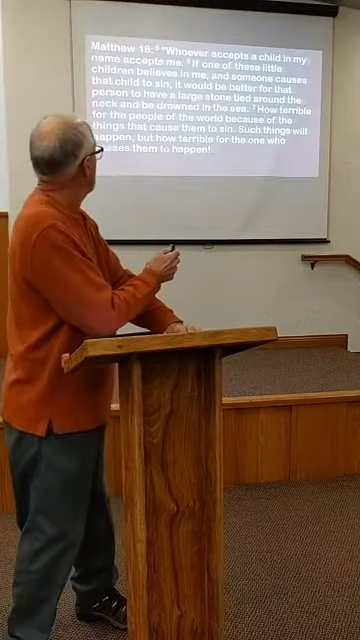 Matthew 18: 5 "Whoever accepts a child in my
name accepts me. 6 If one of these little
children believes in me, and someone causes
that child to sin, it would be better for that
person to have a large stone tied around the
neck and be drowned in the sea. 7 How terrible
for the people of the world because of the
things that cause them to sin. Such things will
happen, but how terrible for the one who
causes them to happen!